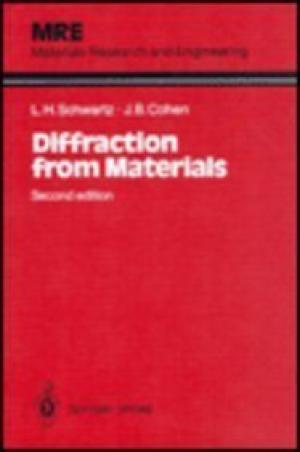 MRE
Materials Research and Engineering
L. H. Schwartz · J. B. Cohen
Diffraction
from Materials
Second edition
Springer-Verlag